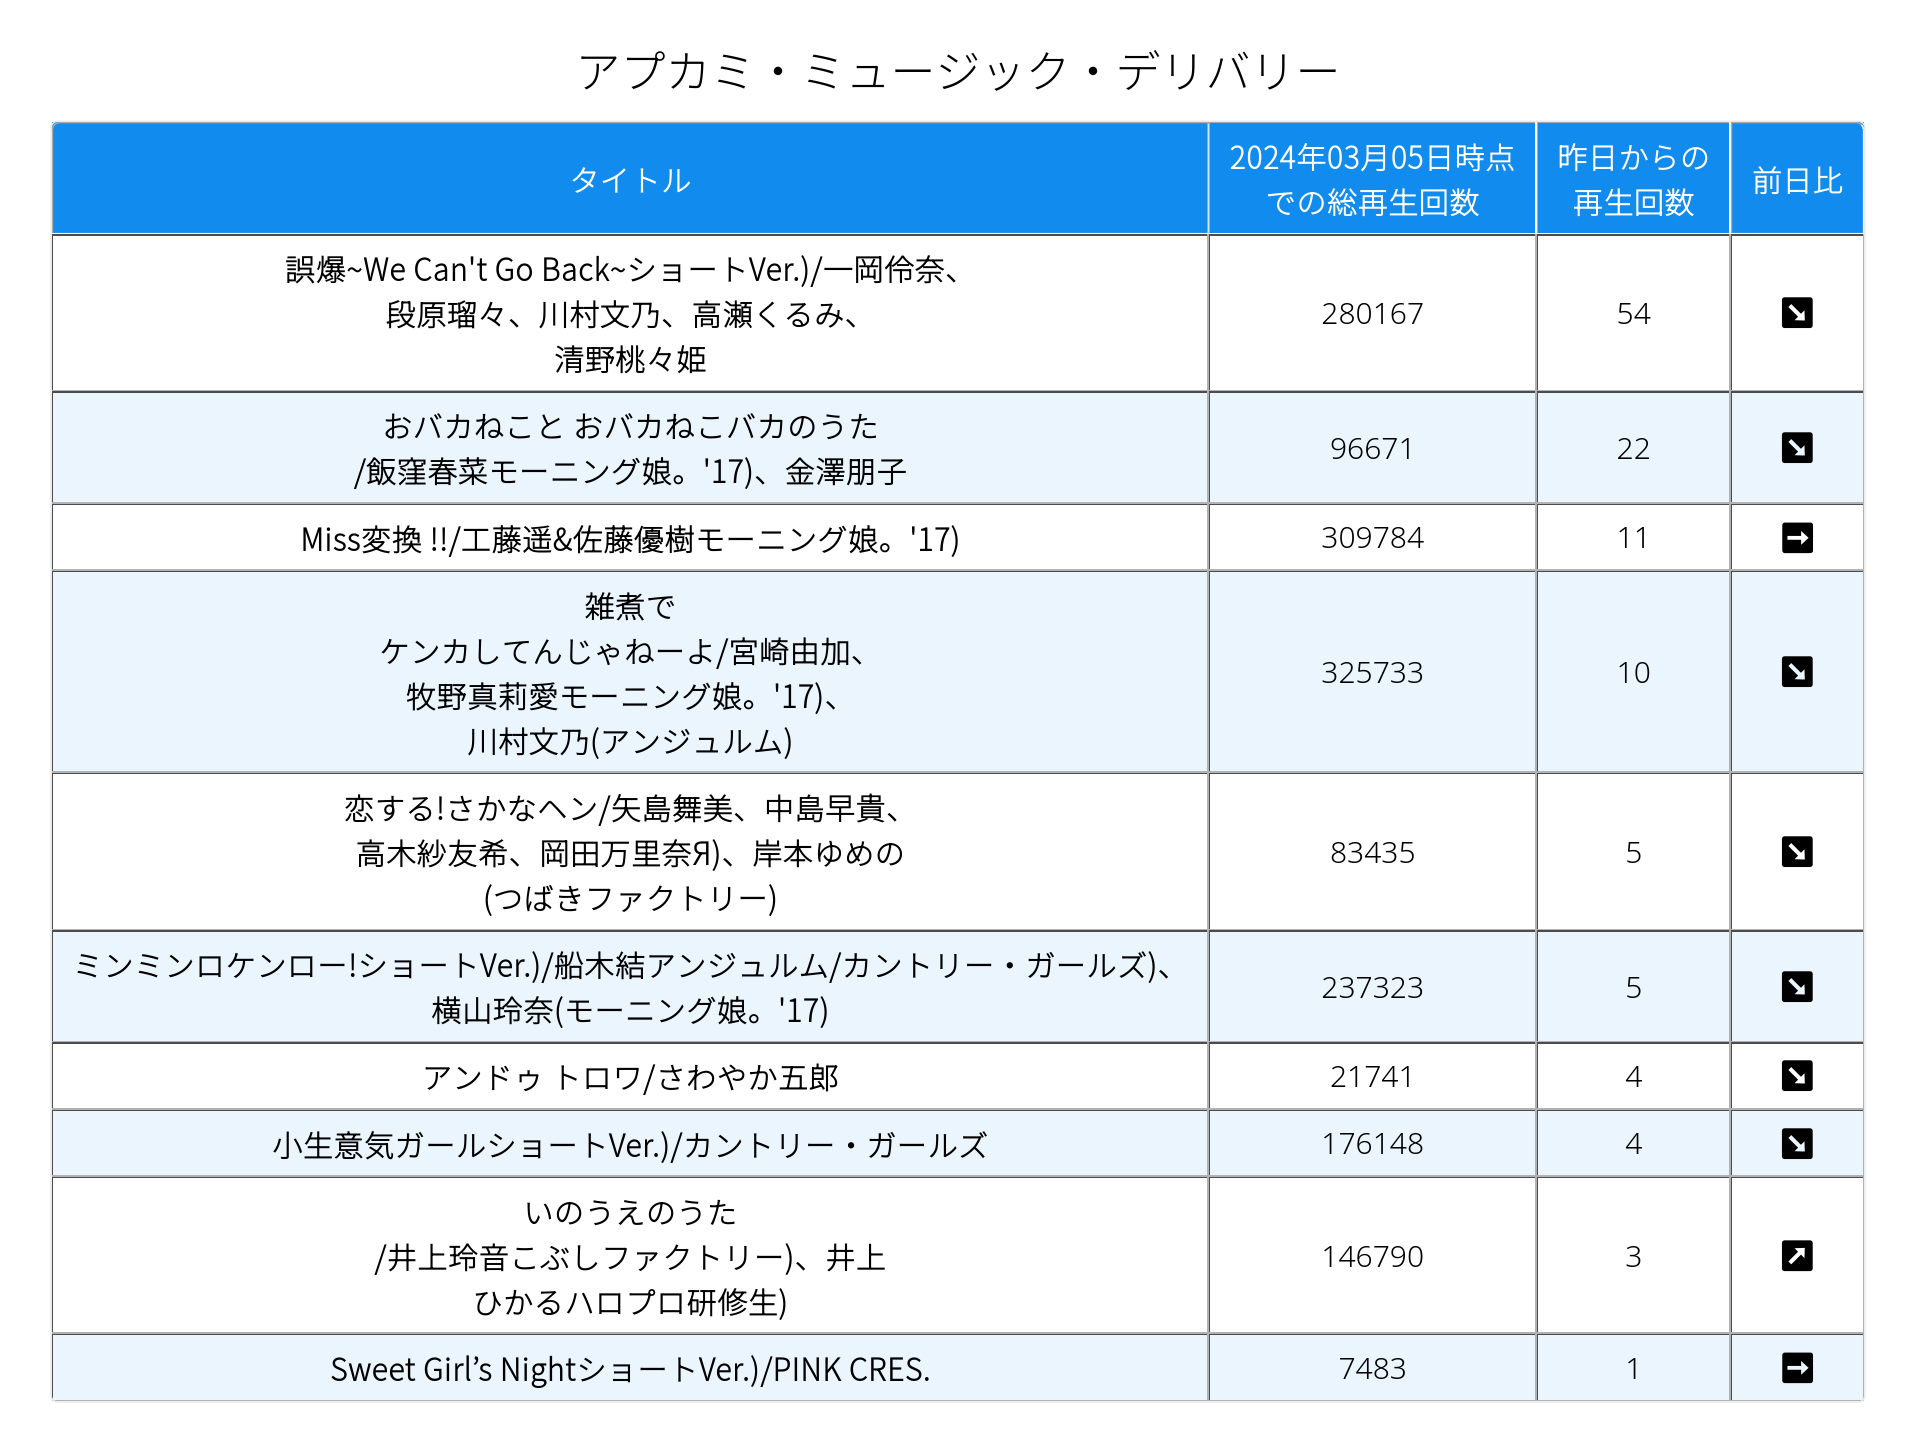 アプカミ・ミュージック・デリバリー
タイトル
2024年03月05日時点
での総再生回数
昨日からの
再生回数
前日比
誤爆~We Can't Go Back~ショートVer.)/一岡伶奈、
段原瑠々、川村文乃、高瀬くるみ、
清野桃々姫
280167
54
おバカねこと おバカねこバカのうた
/飯窪春菜モーニング娘。'17)、金澤朋子
96671
22
Miss変換 !!/工藤遥&佐藤優樹モーニング娘。'17)
309784
11
雑煮で
ケンカしてんじゃねーよ/宮崎由加、
牧野真莉愛モーニング娘。'17)、
川村文乃(アンジュルム)
325733
10
恋する!さかなヘン/矢島舞美、中島早貴、
高木紗友希、岡田万里奈Я)、岸本ゆめの
(つばきファクトリー)
83435
5
ミンミンロケンロー!ショートVer.)/船木結アンジュルム/カントリー・ガールズ)、
横山玲奈(モーニング娘。'17)
237323
5
アンドゥ トロワ/さわやか五郎
21741
4
小生意気ガールショートVer.)/カントリー・ガールズ
176148
4
いのうえのうた
/井上玲音こぶしファクトリー)、井上
ひかるハロプロ研修生)
146790
3
Sweet Girl’s NightショートVer.)/PINK CRES.
7483
1